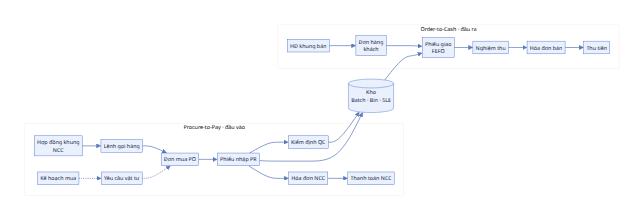 Order-to-Cash - đầu ra
HĐ khung bán
Đơn hàng
khách
Phiếu giao
FEFO
Nghiệm thu
Hóa đơn bán
Thu tiền
Kho
Batch · Bin · SLE
Procure-to-Pay - đầu vào
Hợp đồng khung
NCC
Lệnh gọi hàng
Kế hoạch mua
Yêu cầu vật tư
Đơn mua PO
Phiếu nhập PR
Kiểm định QC
Hóa đơn NCC
Thanh toán NCC